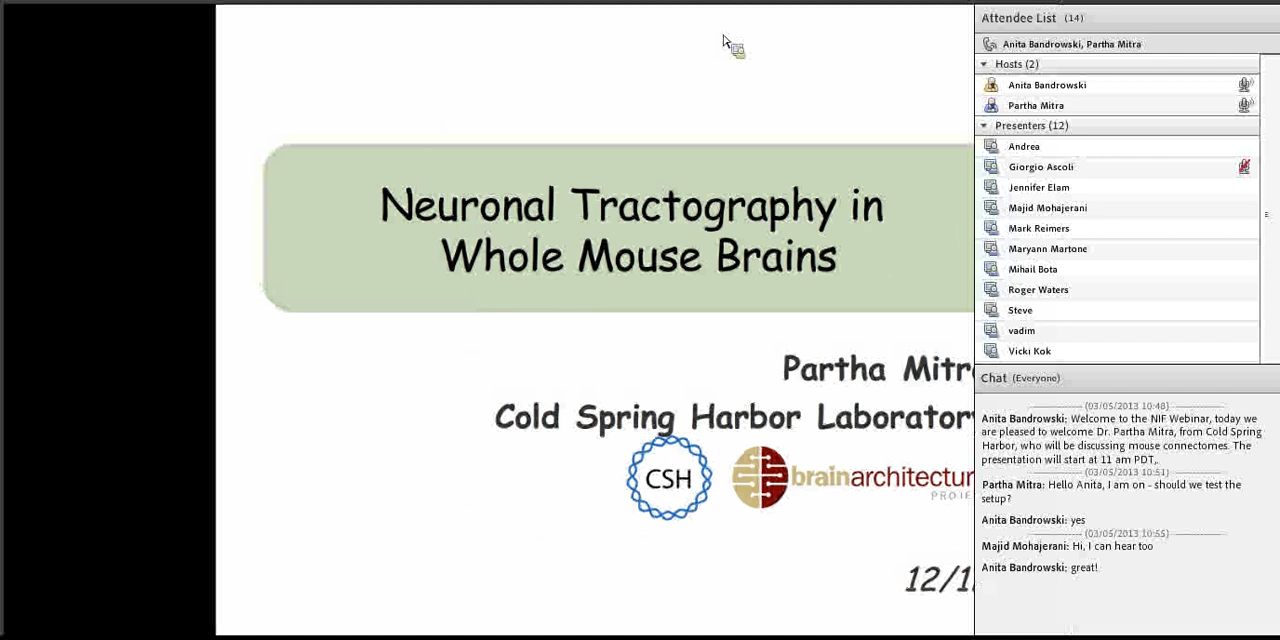 Neuronal Tractography in
Whole Mouse Brains
Partha Mitr
Cold Spring Harbor Laborator
CSH
brainarchitectur
PROJE
12/1
Attendee List (14)
Anita Bandrowski, Partha Mitra
Hosts (2)
Anita Bandrowski
Partha Mitra
Presenters (12)
Andrea
Giorgio Ascoli
Jennifer Elam
Majid Mohajerani
Mark Reimers
Maryann Martone
Mihail Bota
Roger Waters
Steve
vadim
Vicki Kok
Chat (Everyone)
(03/05/2013 10:48)
Anita Bandrowski: Welcome to the NIF Webinar, today we
are pleased to welcome Dr. Partha Mitra, from Cold Spring
Harbor, who will be discussing mouse connectomes. The
presentation will start at 11 am PDT,.
(03/05/2013 10:51)
Partha Mitra: Hello Anita, I am on - should we test the
setup?
Anita Bandrowski: yes
(03/05/2013 10:55)
Majid Mohajerani: Hi, I can hear too
Anita Bandrowski: great!